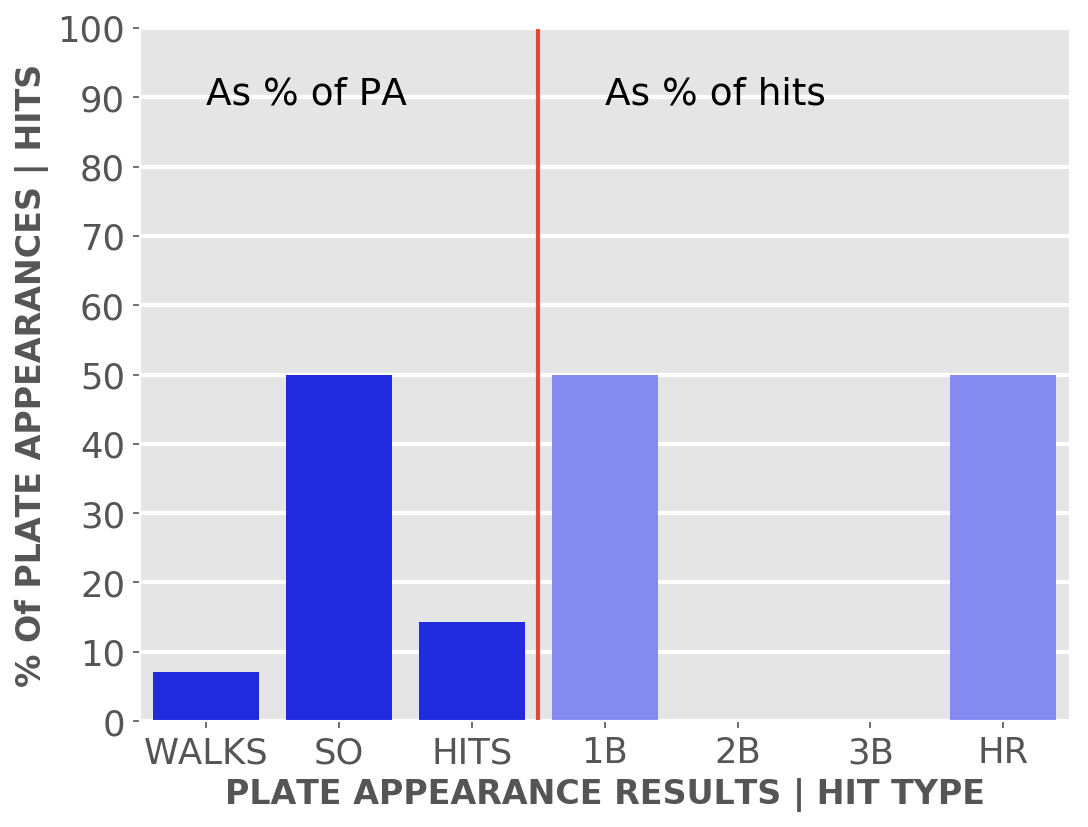 % Of PLATE APPEARANCES | HITS
100
90
80
70
60
50
40
30
20
10
0
As % of PA
As % of hits
WALKS SO HITS 1B 2B 3B HR
PLATE APPEARANCE RESULTS | HIT TYPE